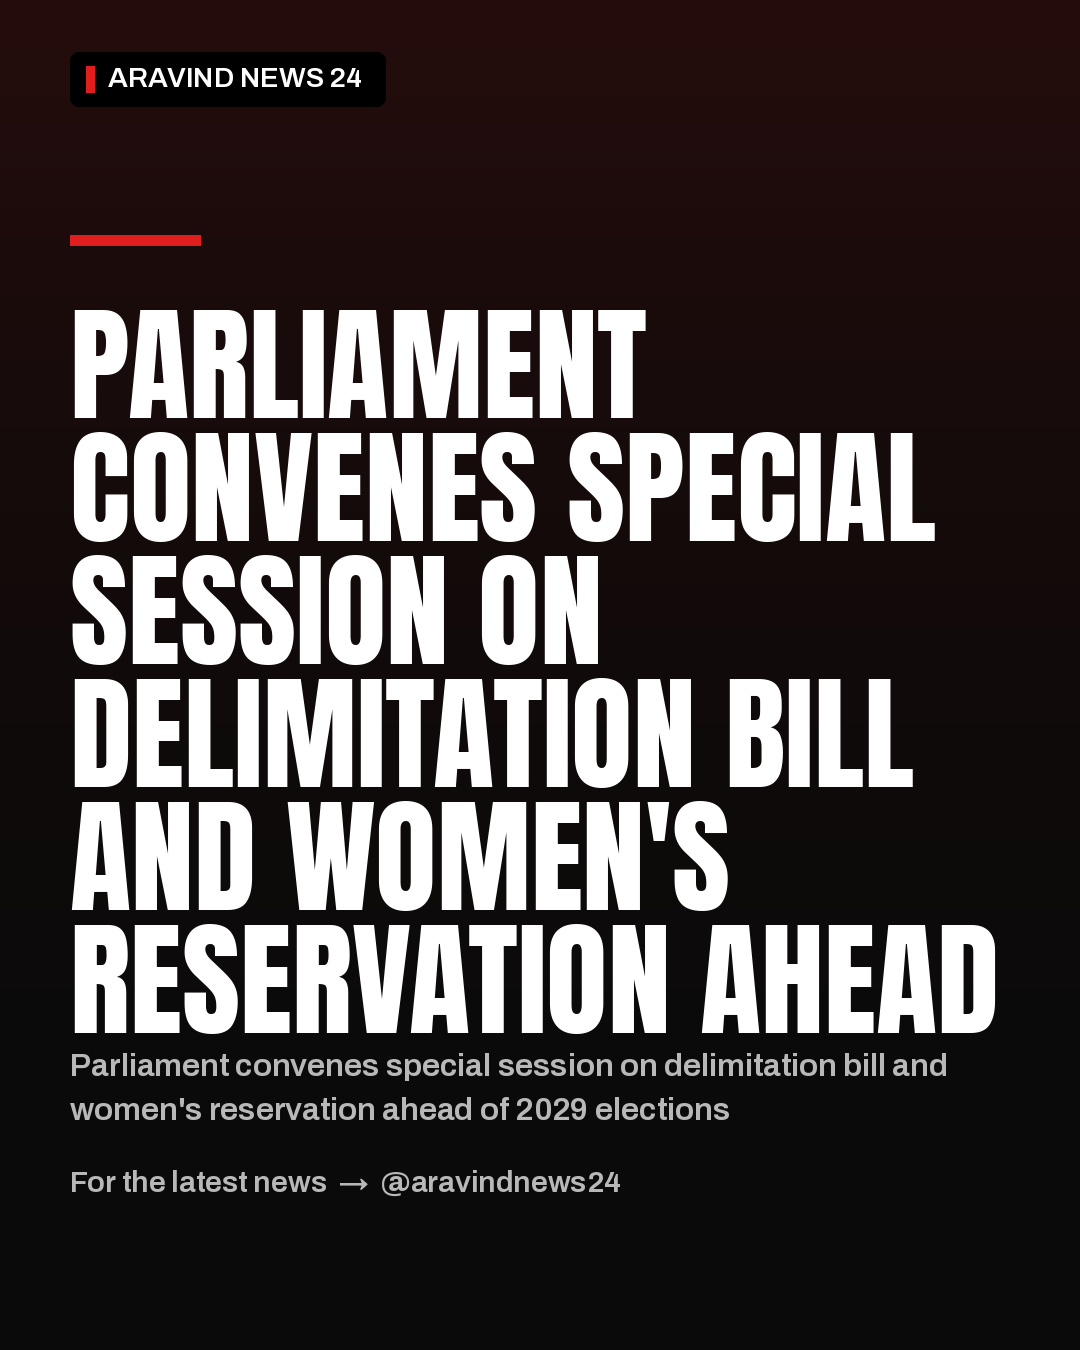 ARAVIND NEWS 24
PARLIAMENT
CONVENES SPECIAL
SESSION ON
DELIMITATION BILL
AND WOMEN'S
RESERVATION AHEAD
Parliament convenes special session on delimitation bill and
women's reservation ahead of 2029 elections
For the latest news → @aravindnews24